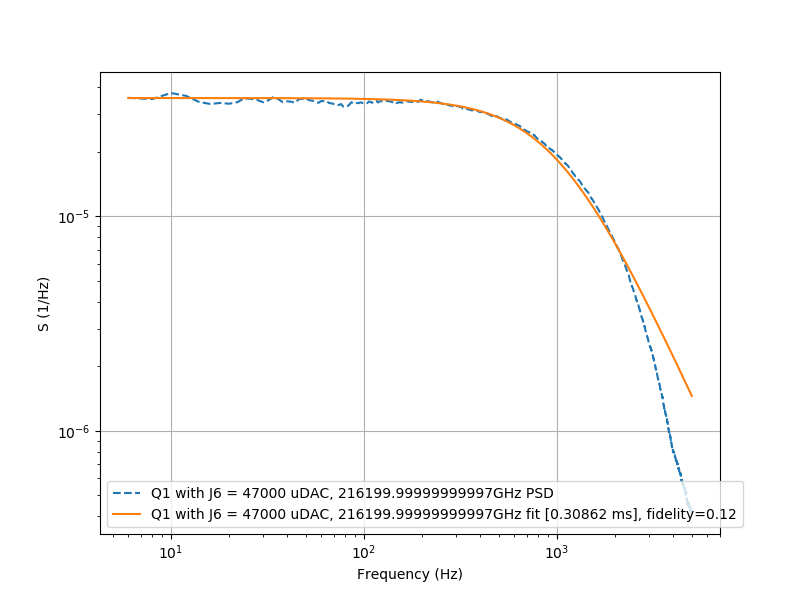 S (1/Hz)
10⁻⁵
10⁻⁶
Q1 with J6 = 47000 uDAC, 216199.99999999997GHz PSD
Q1 with J6 = 47000 uDAC, 216199.99999999997GHz fit [0.30862 ms], fidelity=0.12
10¹ 10² 10³
Frequency (Hz)